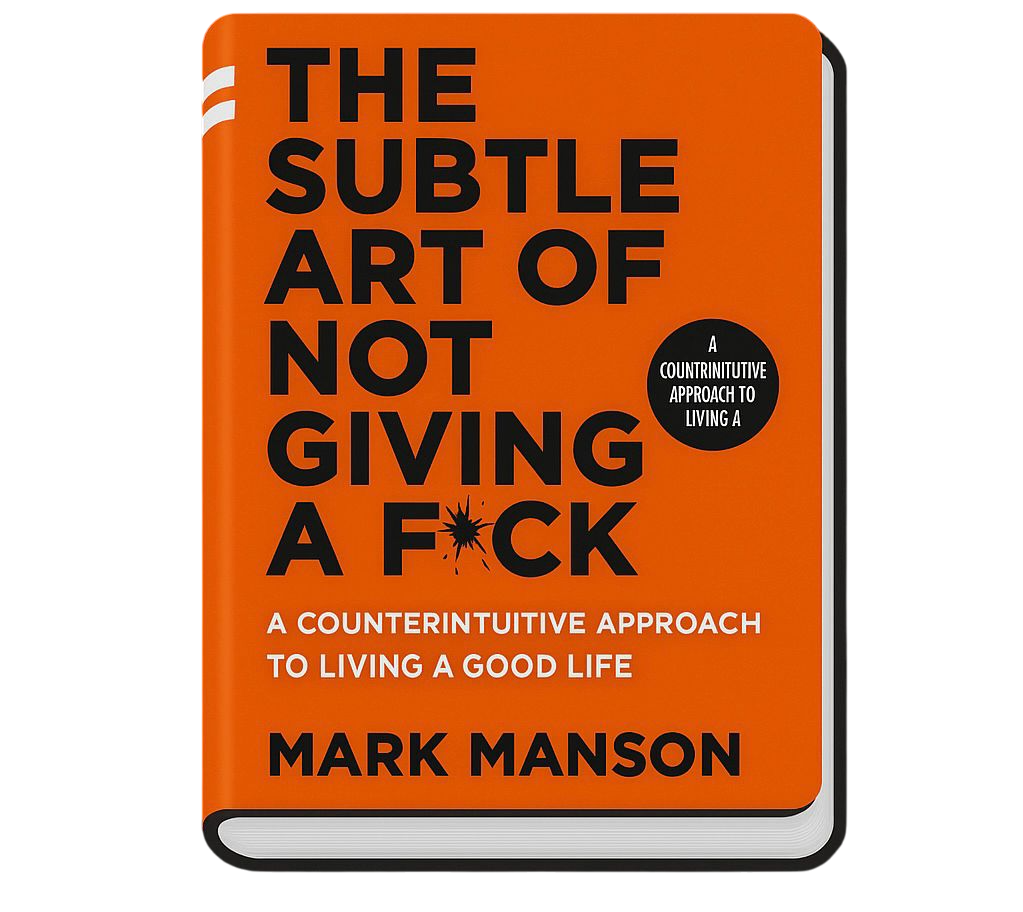 THE
SUBTLE
ART OF
NOT
GIVING
A F*CK
A
COUNTRINITUTIVE
APPROACH TO
LIVING A
A COUNTERINTUITIVE APPROACH
TO LIVING A GOOD LIFE
MARK MANSON